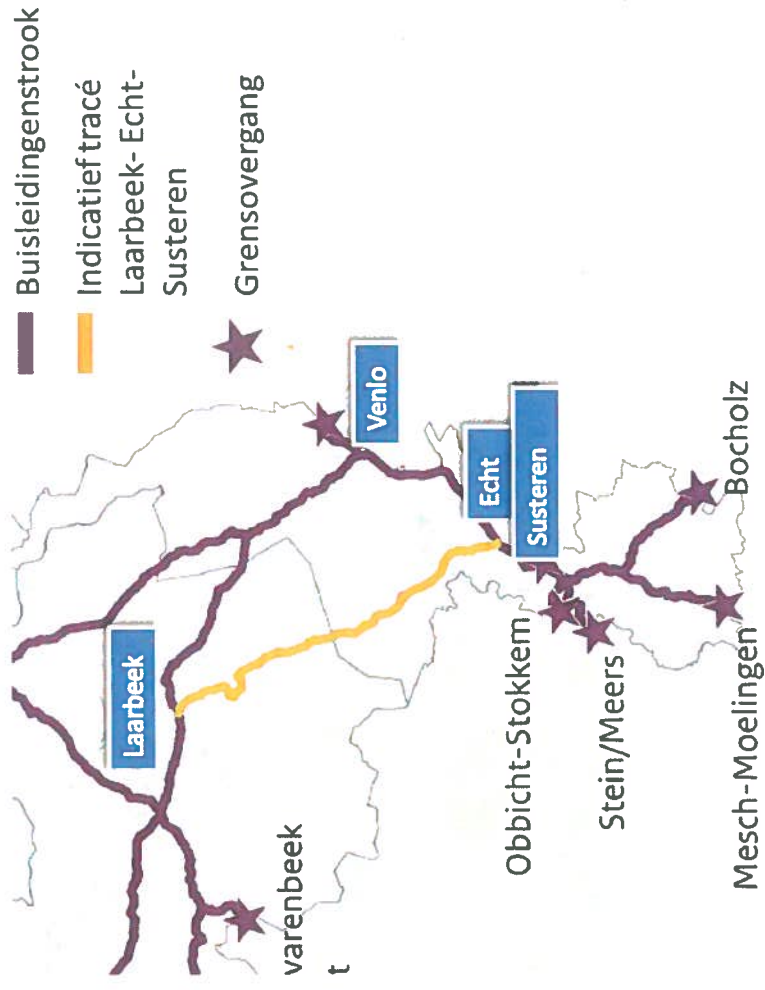 Buisleidingenstrook
Indicatief tracé
Laarbeek- Echt-
Susteren
Grensovergang
Laarbeek
Venlo
Echt
Susteren
varenbeek
t
Obbicht-Stokkem
Stein/Meers
Mesch-Moelingen
Bocholz